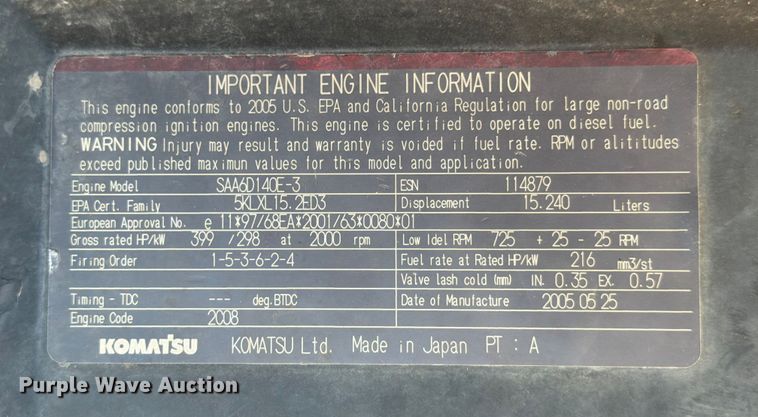 IMPORTANT ENGINE INFORMATION
This engine conforms to 2005 U.S. EPA and California Regulation for large non-road
compression ignition engines. This engine is certified to operate on diesel fuel.
WARNING Injury may result and warranty is voided if fuel rate. RPM or aliitudes
exceed published maximun values for this model and application.
Engine Model SAA6D140E-3 ESN 114879
EPA Cert. Family 5KLXL15.2ED3 Displacement 15.240 Liters
European Approval No. e 11*97/68EA*2001/63*0080*01
Gross rated HP/kW 399 / 298 at 2000 rpm Low Idel RPM 725 + 25 - 25 RPM
Firing Order 1-5-3-6-2-4 Fuel rate at Rated HP/kW 216 mm3/st
Valve lash cold (mm) IN. 0.35 EX. 0.57
Timing - TDC --- deg.BTDC Date of Manufacture 2005 05 25
Engine Code 2008
KOMATSU KOMATSU Ltd. Made in Japan PT : A
Purple Wave Auction